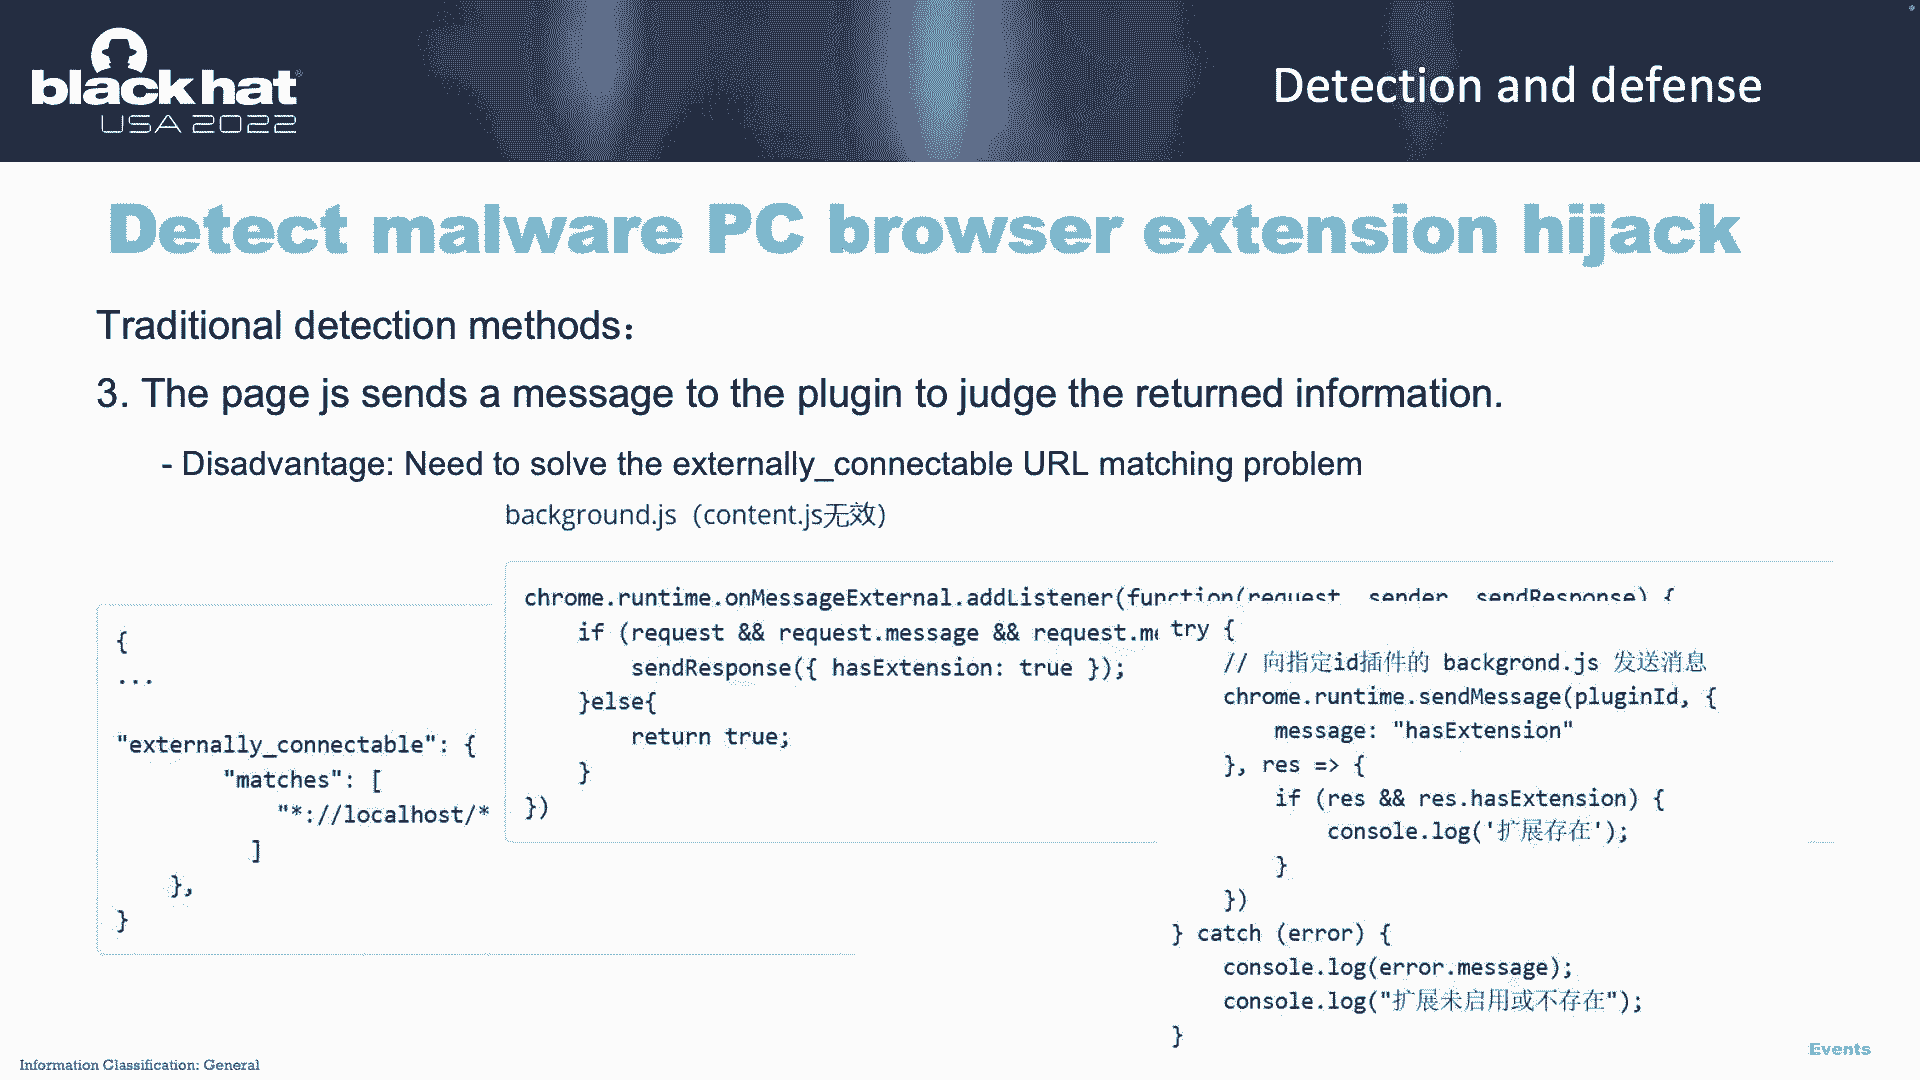 black hat
USA 2022
Detection and defense
Detect malware PC browser extension hijack
Traditional detection methods：
3. The page js sends a message to the plugin to judge the returned information.
- Disadvantage: Need to solve the externally_connectable URL matching problem
background.js（content.js无效）
{
...
"externally_connectable": {
"matches": [
"*://localhost/*
]
},
}
chrome.runtime.onMessageExternal.addListener(function(request, sender, sendResponse) {
if (request && request.message && request.me
sendResponse({ hasExtension: true });
}else{
return true;
}
})
try {
// 向指定id插件的 backgrond.js 发送消息
chrome.runtime.sendMessage(pluginId, {
message: "hasExtension"
}, res => {
if (res && res.hasExtension) {
console.log('扩展存在');
}
})
} catch (error) {
console.log(error.message);
console.log("扩展未启用或不存在");
}
Information Classification: General
Events